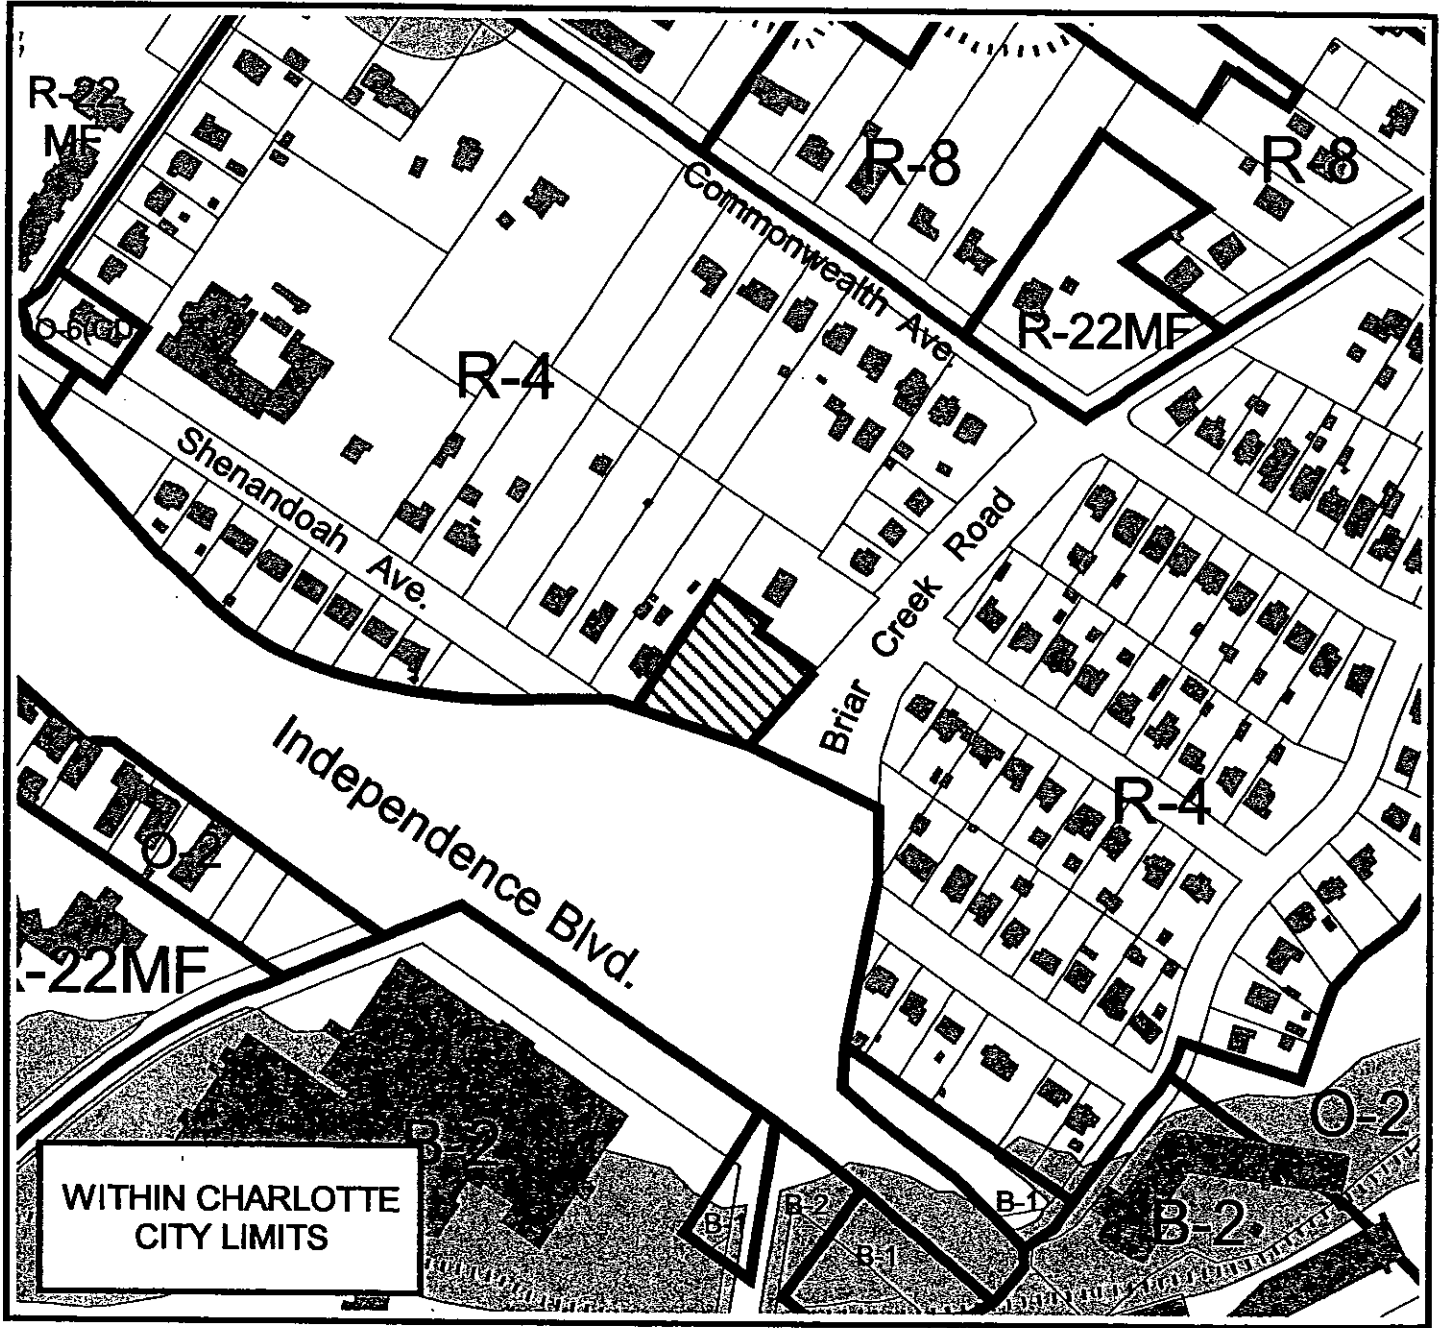 R-22
MF
R-8
R-8
Commonwealth Ave.
R-22MF
R-4
Shenandoah Ave.
Briar Creek Road
Independence Blvd.
R-4
O-2
-22MF
B-2
O-2
B-2
B-1
B-2
B-1
B-1
WITHIN CHARLOTTE
CITY LIMITS